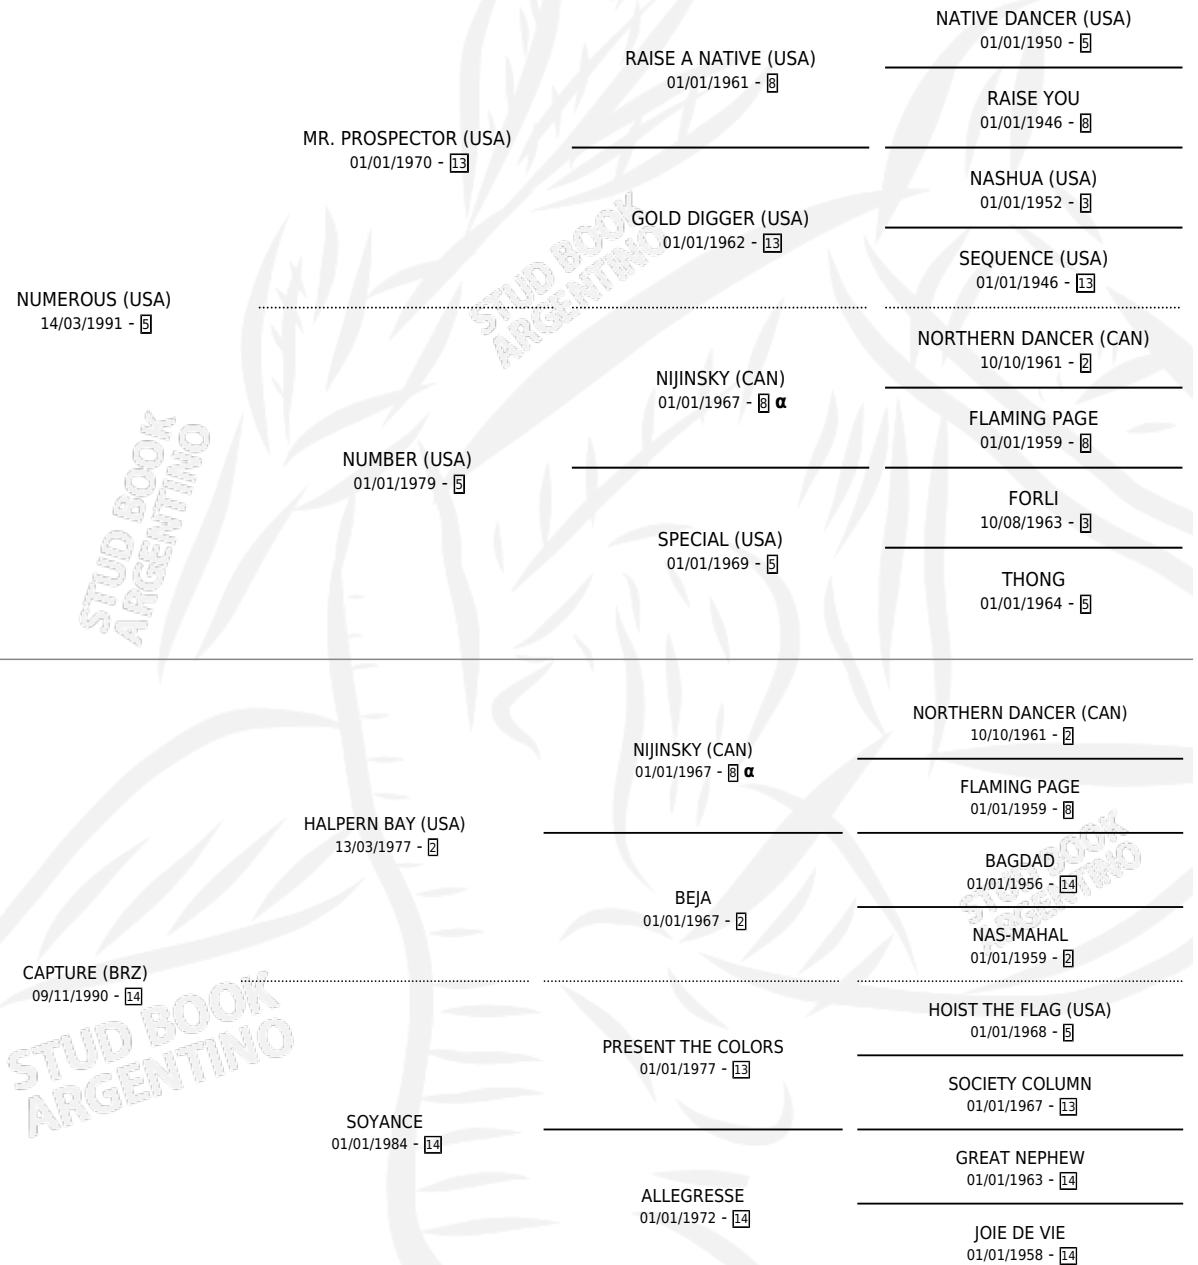 NATIVE DANCER (USA)
01/01/1950 - 5
RAISE A NATIVE (USA)
01/01/1961 - 8
RAISE YOU
01/01/1946 - 8
MR. PROSPECTOR (USA)
01/01/1970 - 13
NASHUA (USA)
01/01/1952 - 3
GOLD DIGGER (USA)
01/01/1962 - 13
SEQUENCE (USA)
01/01/1946 - 13
STUD BOOK
ARGENTINO
NUMEROUS (USA)
14/03/1991 - 5
NORTHERN DANCER (CAN)
10/10/1961 - 2
NIJINSKY (CAN)
01/01/1967 - 8 α
FLAMING PAGE
01/01/1959 - 8
NUMBER (USA)
01/01/1979 - 5
FORLI
10/08/1963 - 3
SPECIAL (USA)
01/01/1969 - 5
THONG
01/01/1964 - 5
STUD BOOK
ARGENTINO
NORTHERN DANCER (CAN)
10/10/1961 - 2
NIJINSKY (CAN)
01/01/1967 - 8 α
FLAMING PAGE
01/01/1959 - 8
HALPERN BAY (USA)
13/03/1977 - 2
BAGDAD
01/01/1956 - 14
BEJA
01/01/1967 - 2
NAS-MAHAL
01/01/1959 - 2
STUD BOOK
ARGENTINO
CAPTURE (BRZ)
09/11/1990 - 14
HOIST THE FLAG (USA)
01/01/1968 - 5
PRESENT THE COLORS
01/01/1977 - 13
SOCIETY COLUMN
01/01/1967 - 13
STUD BOOK
ARGENTINO
SOYANCE
01/01/1984 - 14
GREAT NEPHEW
01/01/1963 - 14
ALLEGRESSE
01/01/1972 - 14
JOIE DE VIE
01/01/1958 - 14